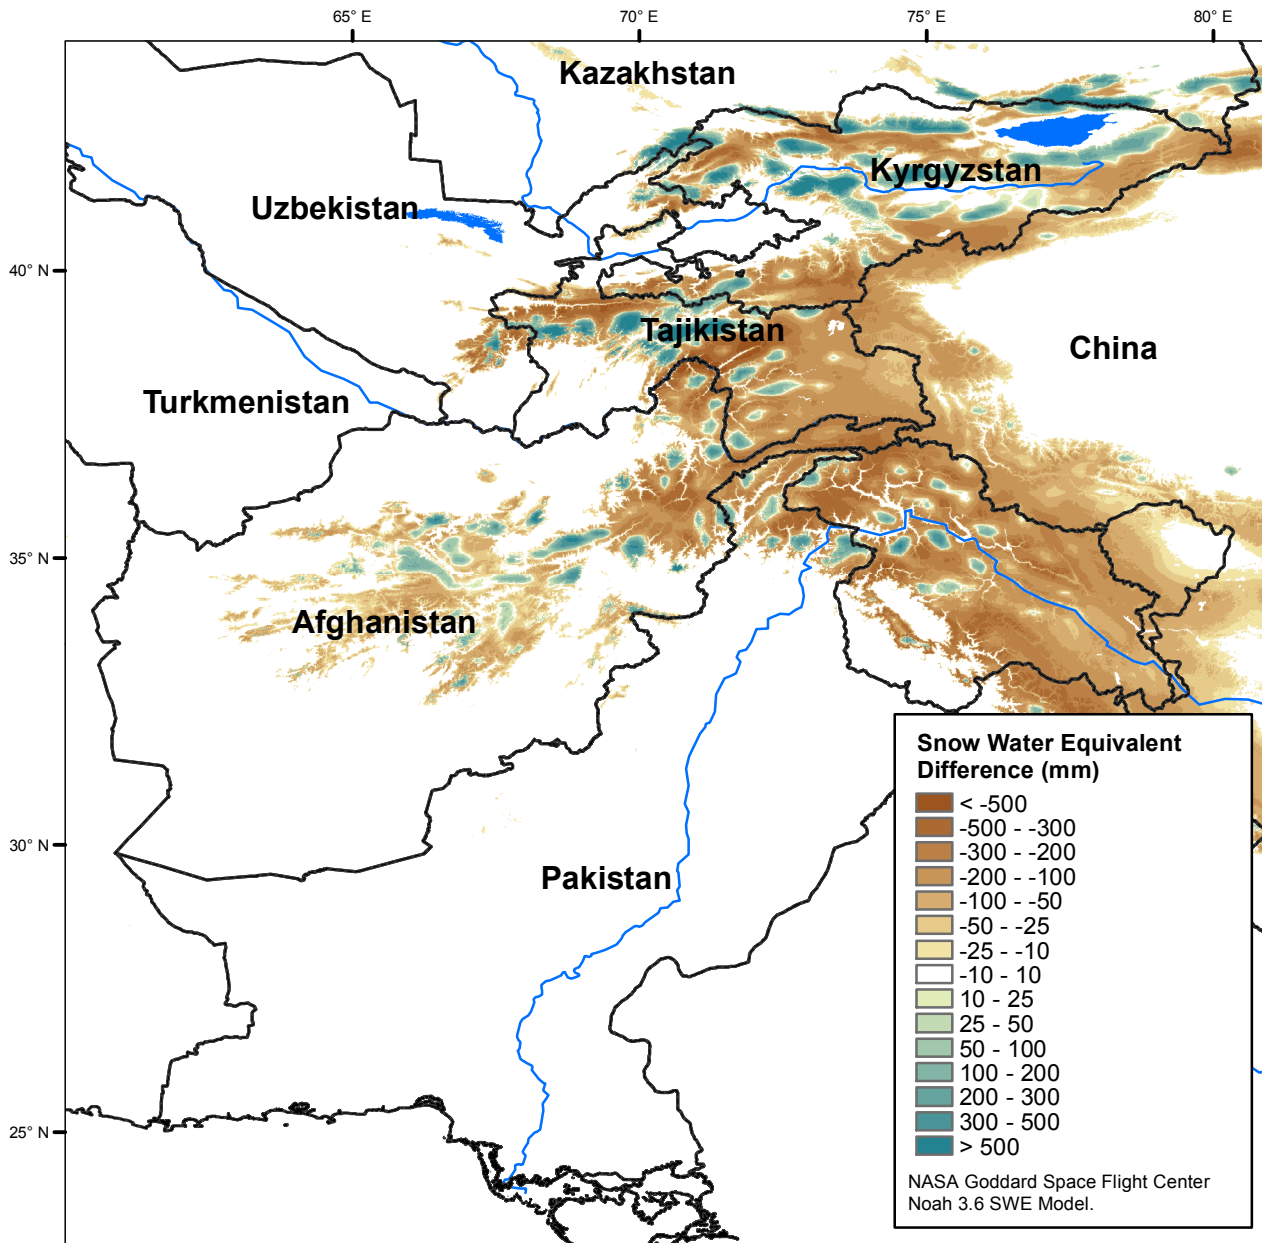 65° E
70° E
75° E
80° E
Kazakhstan
Kyrgyzstan
Uzbekistan
40° N
Tajikistan
China
Turkmenistan
35° N
Afghanistan
30° N
Pakistan
25° N
Snow Water Equivalent
Difference (mm)
< -500
-500 - -300
-300 - -200
-200 - -100
-100 - -50
-50 - -25
-25 - -10
-10 - 10
10 - 25
25 - 50
50 - 100
100 - 200
200 - 300
300 - 500
> 500
NASA Goddard Space Flight Center
Noah 3.6 SWE Model.